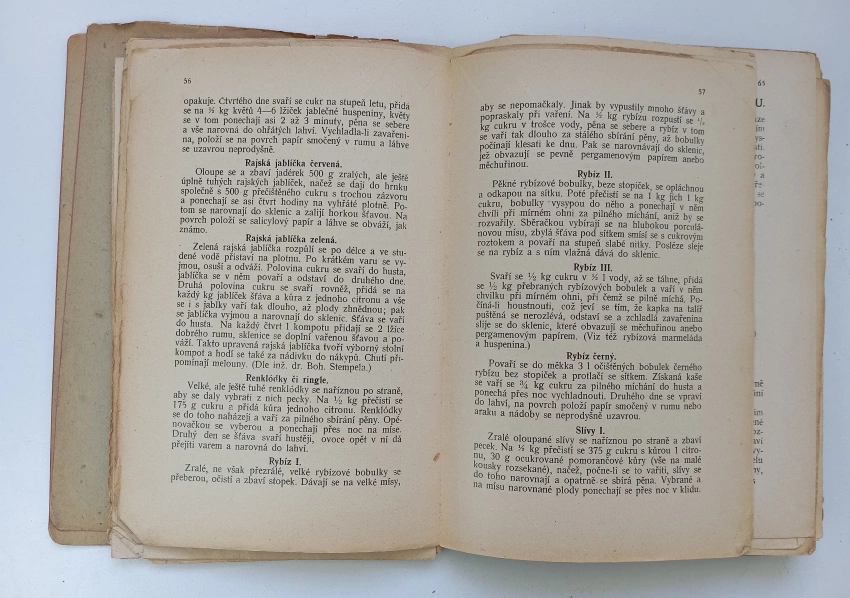 56
opakuje. Čtvrtého dne svaří se cukr na stupeň letu, přidá
se na ½ kg květů 4—6 lžiček jablečné huspeniny, květy
se v tom ponechají asi 2 až 3 minuty, pěna se sebere
a vše narovná do ohřátých lahví. Vychladla-li zavařeni-
na, položí se na povrch papír smočený v rumu a láhve
se uzavrou neprodyšně.
Rajská jablíčka červená.
Oloupe se a zbaví jadérek 500 g zralých, ale ještě
úplně tuhých rajských jablíček, načež se dají do hrnku
společně s 500 g přečištěného cukru s trochou zázvoru
a ponechají se asi čtvrt hodiny na vyhřáté plotně. Po-
tom se narovnají do sklenic a zalijí horkou šťavou. Na
povrch položí se salicylový papír a láhve se obváží, jak
známo.
Rajská jablíčka zelená.
Zelená rajská jablíčka rozpůlí se po délce a ve stu-
dené vodě přistaví na plotnu. Po krátkém varu se vy-
jmou, osuší a odváží. Polovina cukru se svaří do husta,
jablíčka se v něm povaří a odstaví do druhého dne.
Druhá polovina cukru se svaří rovněž, přidá se na
každý kg jablíček šťáva a kůra z jednoho citronu a vše
se i s jablky vaří tak dlouho, až plody zhnědnou; pak
se jablíčka vyjmou a narovnají do sklenic. Šťáva se vaří
do husta. Na každý čtvrt l kompotu přidají se 2 lžíce
dobrého rumu, sklenice se doplní vařenou šťavou a po-
váží. Takto upravená rajská jablíčka tvoří výborný stolní
kompot a hodí se také za nádivku do nákypů. Chutí při-
pomínají melouny. (Dle inž. dr. Boh. Stempela.)
Renklódky či ringle.
Velké, ale ještě tuhé renklódky se naříznou po straně,
aby se daly vybrati z nich pecky. Na ½ kg přečistí se
175 g cukru a přidá kůra jednoho citronu. Renklódky
se do toho naházejí a vaří za pilného sbírání pěny. Opě-
ňovačkou se vyberou a ponechají přes noc na míse.
Druhý den se šťáva svaří hustěji, ovoce opět v ní dá
přejíti varem a narovná do lahví.
Rybíz I.
Zralé, ne však přezrálé, velké rybízové bobulky se
přeberou, očistí a zbaví stopek. Dávají se na velké mísy,
57
aby se nepomačkaly. Jinak by vypustily mnoho šťávy a
popraskaly při vaření. Na ½ kg rybízu rozpustí se
kg cukru v trošce vody, pěna se sebere a rybíz v tom
se vaří tak dlouho za stálého sbírání pěny, až bobulky
počínají klesati ke dnu. Pak se narovnávají do sklenic,
jež obvazují se pevně pergamenovým papírem anebo
měchuřinou.
Rybíz II.
Pěkné rybízové bobulky, beze stopiček, se opláchnou
a odkapou na sítku. Poté přečistí se na 1 kg jich 1 kg
cukru, bobulky vysypou do něho a ponechají v něm
chvíli při mírném ohni za pilného míchání, aniž by se
rozvařily. Sběračkou vybírají se na hlubokou porculá-
novou mísu, zbylá šťáva pod sítkem smísí se s cukrovým
roztokem a povaří na stupeň slabé nitky. Posléze sleje
se na rybíz a s ním vlažná dává do sklenic.
Rybíz III.
Svaří se ½ kg cukru v ½ l vody, až se táhne, přidá
se ½ kg přebraných rybízových bobulek a vaří v něm
chvilku při mírném ohni, při čemž se pilně míchá. Po-
číná-li houstnouti, což jeví se tím, že kapka na talíř
puštěná se nerozlévá, odstaví se a zchladlá zavařenina
slije se do sklenic, které obvazují se měchuřinou anebo
pergamenovým papírem. (Viz též rybízová marmeláda
a huspenina.)
Rybíz černý.
Povaří se do měkka 3 l očištěných bobulek černého
rybízu bez stopiček a protlačí se sítkem. Získaná kaše
se vaří se ¾ kg cukru za pilného míchání do husta a
ponechá přes noc vychladnouti. Druhého dne se vpraví
do lahví, na povrch položí papír smočený v rumu nebo
araku a nádoby se neprodyšně uzavrou.
Slívy I.
Zralé oloupané slívy se naříznou po straně a zbaví
pecek. Na ½ kg přečistí se 375 g cukru s kůrou 1 citro-
nu, 30 g ocukrované pomorančové kůry (vše na malé
kousky rozsekané), načež, počne-li se to vařiti, slívy se
do toho narovnají a opatrně se sbírá pěna. Vybrané a
na mísu narovnané plody ponechají se přes noc v klidu.
65
U.